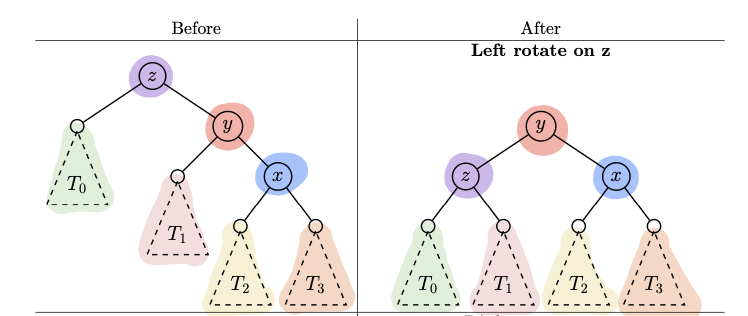 Before After
Left rotate on z
z
y
y
x
z
x
T₀
T₁
T₂ T₃
T₀ T₁ T₂ T₃